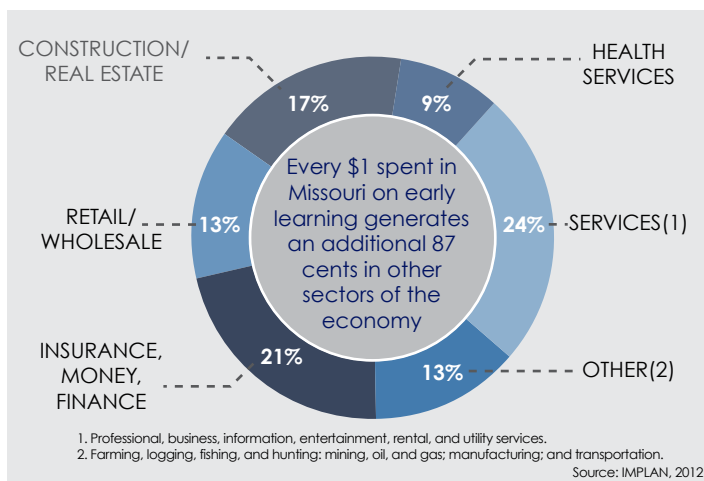 CONSTRUCTION/
REAL ESTATE
HEALTH
SERVICES
17%
9%
Every $1 spent in
Missouri on early
learning generates
an additional 87
cents in other
sectors of the
economy
RETAIL/
WHOLESALE
13%
24%
SERVICES(1)
INSURANCE,
MONEY,
FINANCE
21%
13%
OTHER(2)
1. Professional, business, information, entertainment, rental, and utility services.
2. Farming, logging, fishing, and hunting: mining, oil, and gas; manufacturing; and transportation.
Source: IMPLAN, 2012